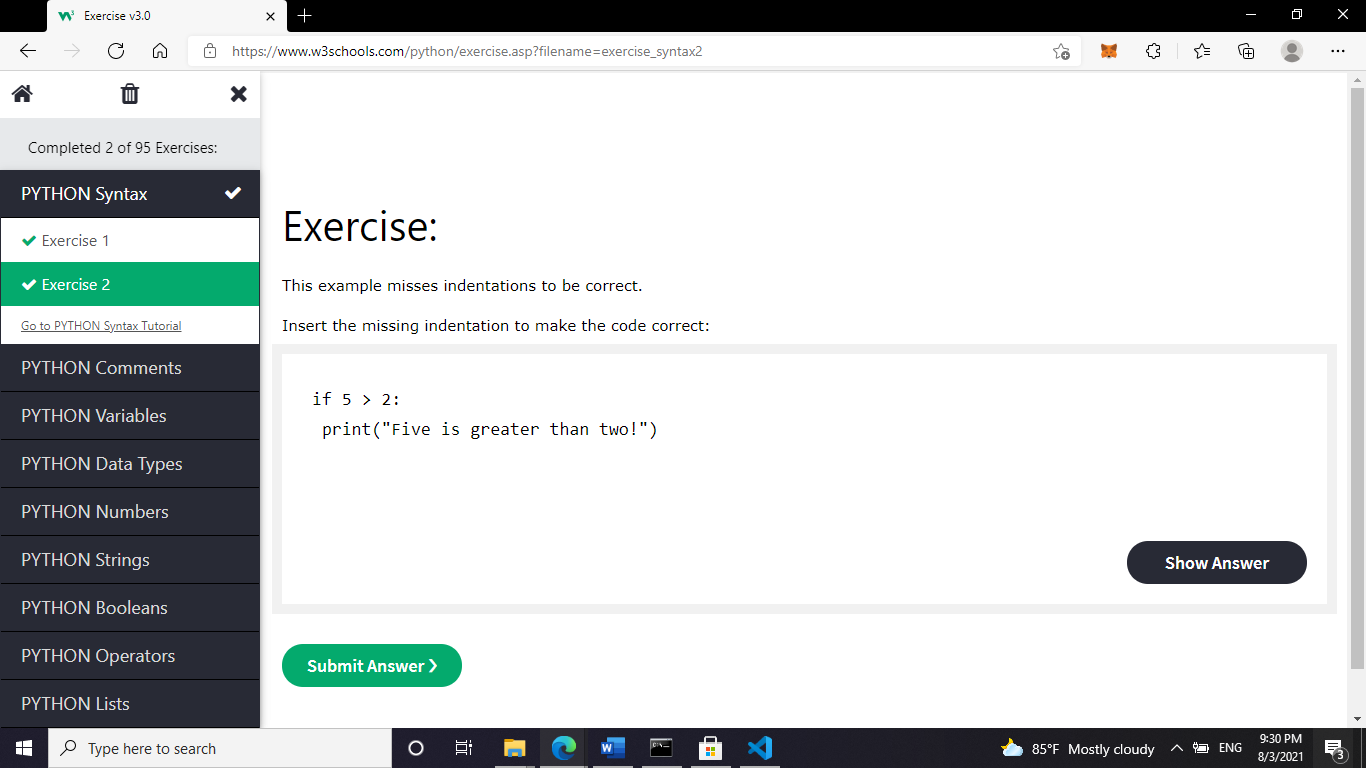 Exercise v3.0
https://www.w3schools.com/python/exercise.asp?filename=exercise_syntax2
Completed 2 of 95 Exercises:
PYTHON Syntax
Exercise 1
Exercise 2
Go to PYTHON Syntax Tutorial
PYTHON Comments
PYTHON Variables
PYTHON Data Types
PYTHON Numbers
PYTHON Strings
PYTHON Booleans
PYTHON Operators
PYTHON Lists
Exercise:
This example misses indentations to be correct.
Insert the missing indentation to make the code correct:
if 5 > 2:
 print("Five is greater than two!")
Show Answer
Submit Answer ❯
Type here to search
85°F Mostly cloudy
ENG
9:30 PM
8/3/2021
3